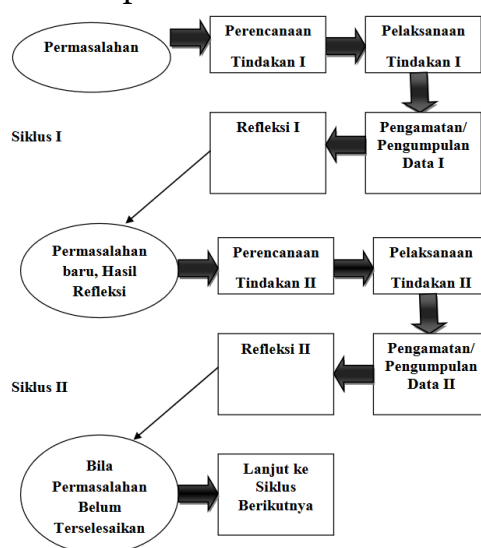 Permasalahan
Perencanaan
Tindakan I
Pelaksanaan
Tindakan I
Siklus I
Refleksi I
Pengamatan/
Pengumpulan
Data I
Permasalahan
baru, Hasil
Refleksi
Perencanaan
Tindakan II
Pelaksanaan
Tindakan II
Siklus II
Refleksi II
Pengamatan/
Pengumpulan
Data II
Bila
Permasalahan
Belum
Terselesaikan
Lanjut ke
Siklus
Berikutnya